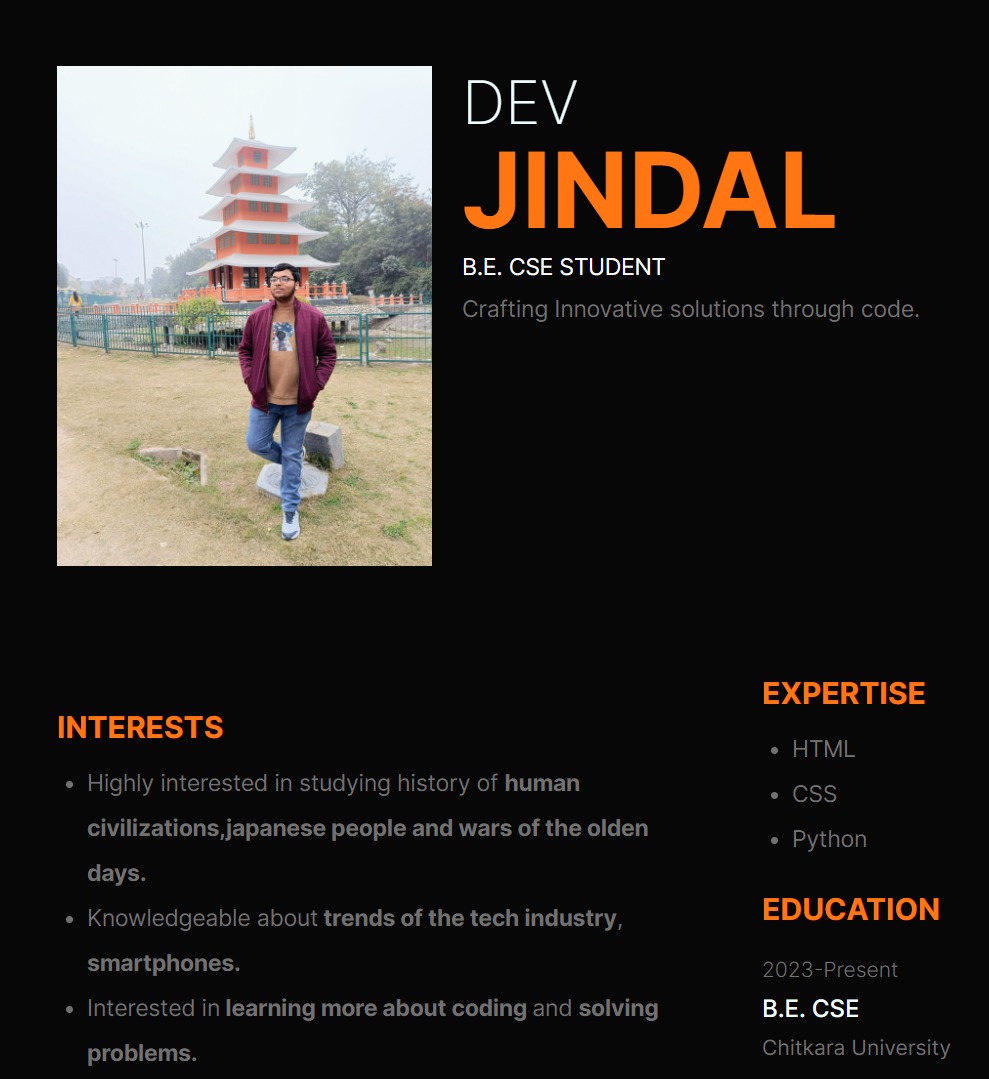 DEV
JINDAL
B.E. CSE STUDENT
Crafting Innovative solutions through code.
INTERESTS
Highly interested in studying history of human
civilizations,japanese people and wars of the olden
days.
Knowledgeable about trends of the tech industry,
smartphones.
Interested in learning more about coding and solving
problems.
EXPERTISE
HTML
CSS
Python
EDUCATION
2023-Present
B.E. CSE
Chitkara University